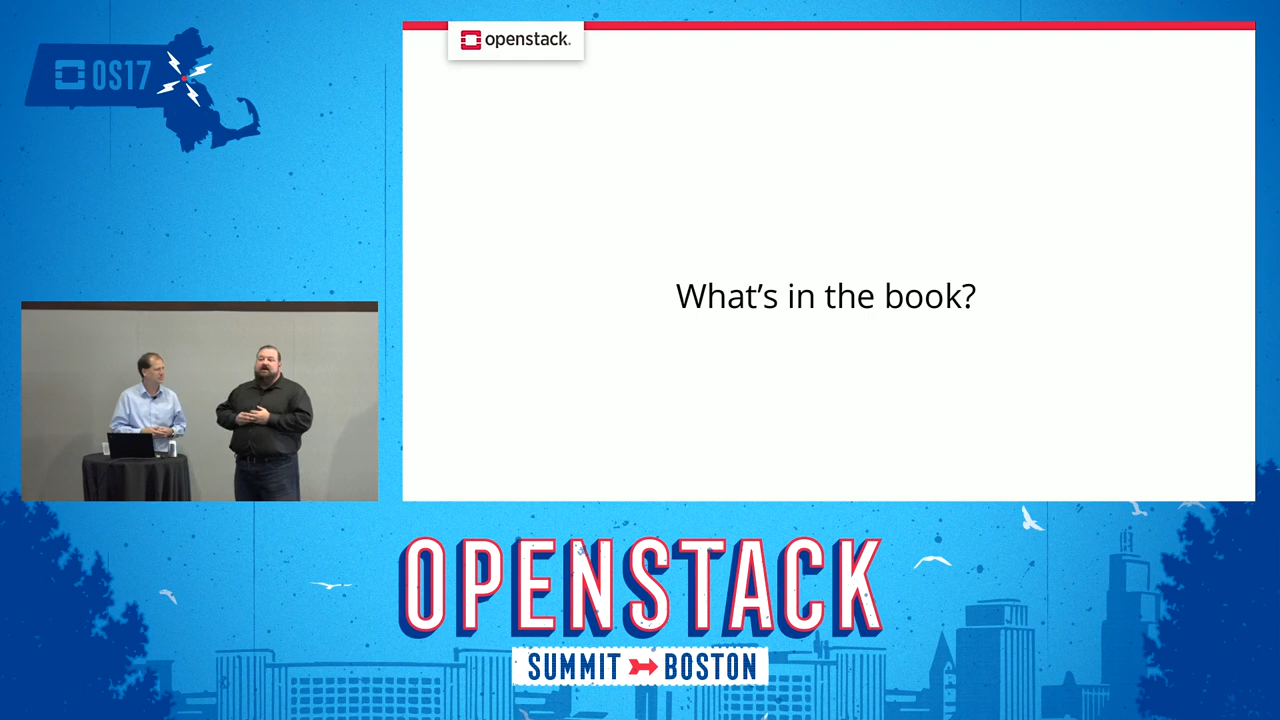 OS17
openstack.
What's in the book?
OPENSTACK
SUMMIT BOSTON